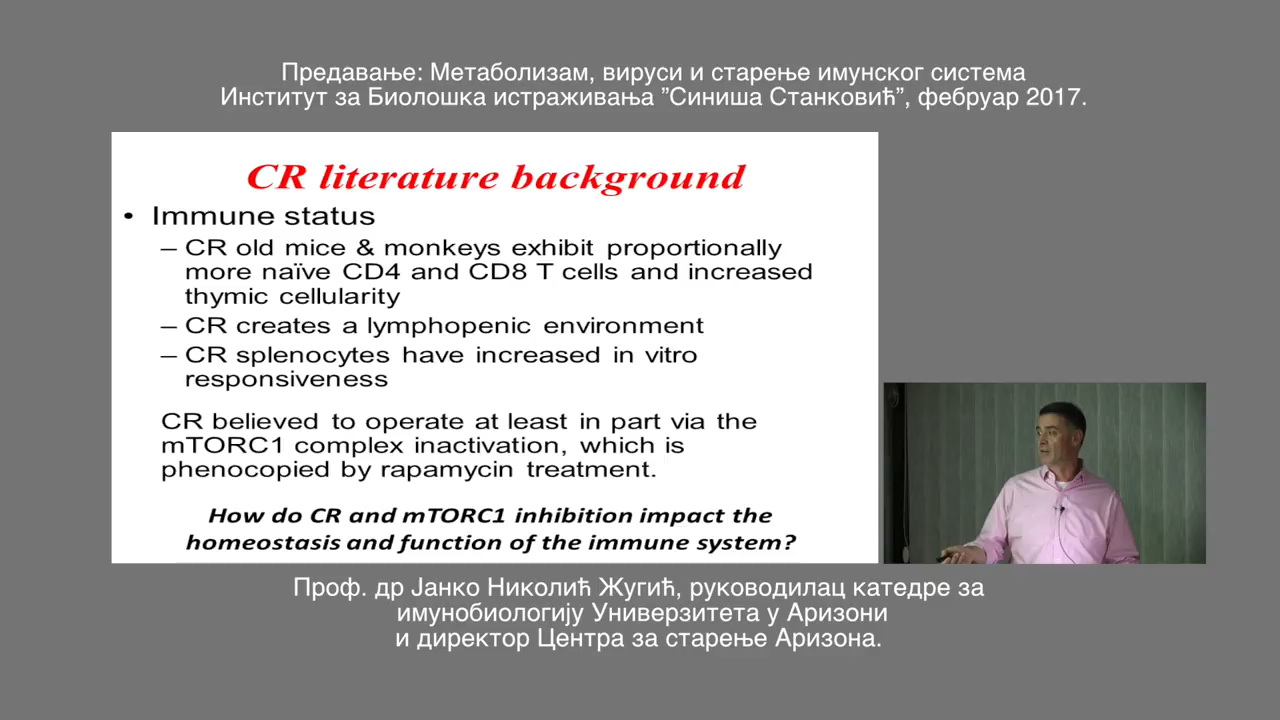 Предавање: Метаболизам, вируси и старење имунског система
Институт за Биолошка истраживања ”Синиша Станковић”, фебруар 2017.
CR literature background
• Immune status
– CR old mice & monkeys exhibit proportionally
more naïve CD4 and CD8 T cells and increased
thymic cellularity
– CR creates a lymphopenic environment
– CR splenocytes have increased in vitro
responsiveness
CR believed to operate at least in part via the
mTORC1 complex inactivation, which is
phenocopied by rapamycin treatment.
How do CR and mTORC1 inhibition impact the
homeostasis and function of the immune system?
Проф. др Јанко Николић Жугић, руководилац катедре за
имунобиологију Универзитета у Аризони
и директор Центра за старење Аризона.